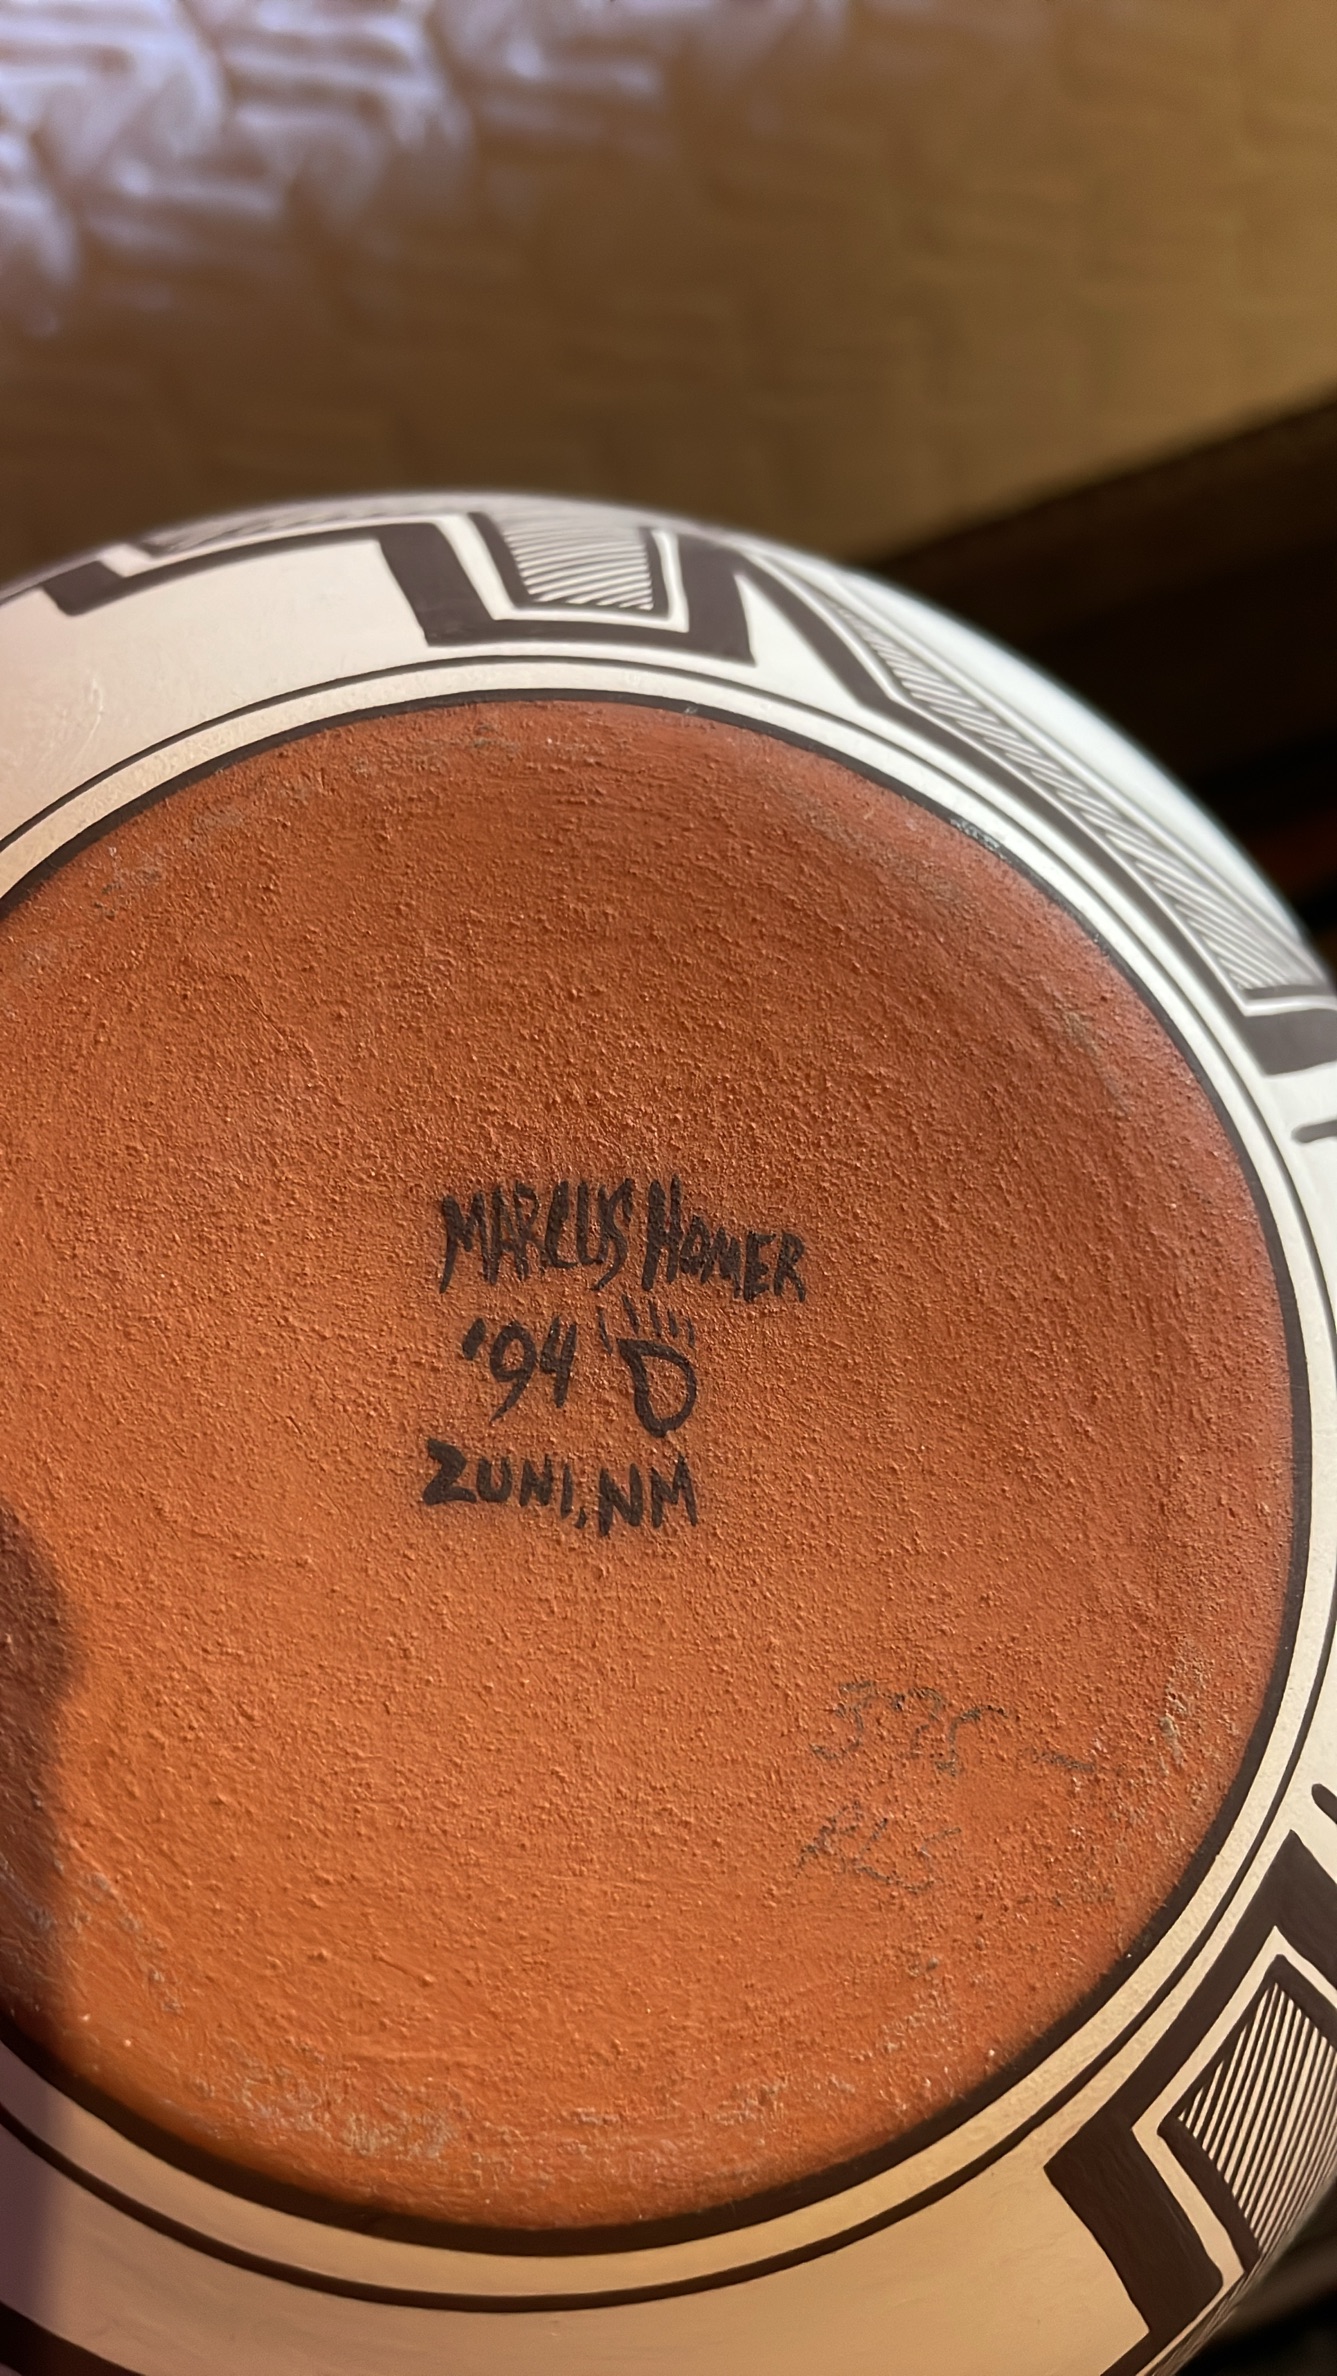 MARCUS HOMER
'94
ZUNI, NM